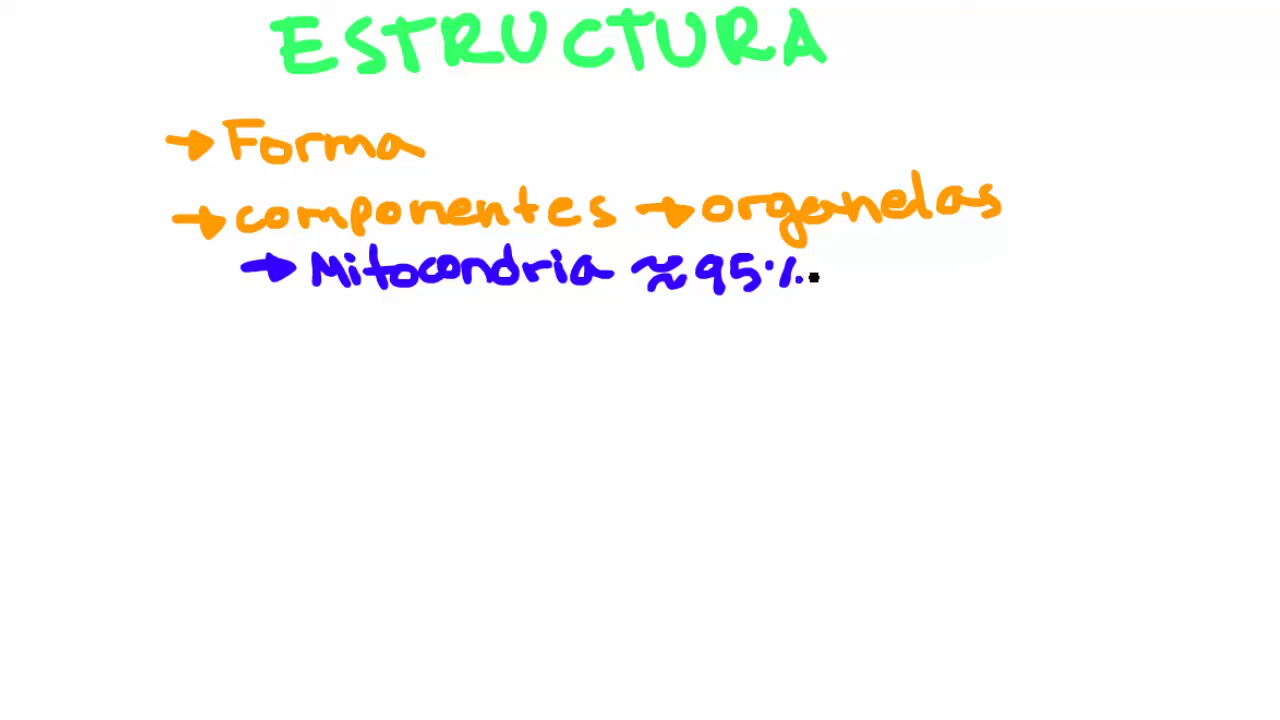 ESTRUCTURA
→ Forma
→ componentes → organelas
→ Mitocondria ≈ 95%